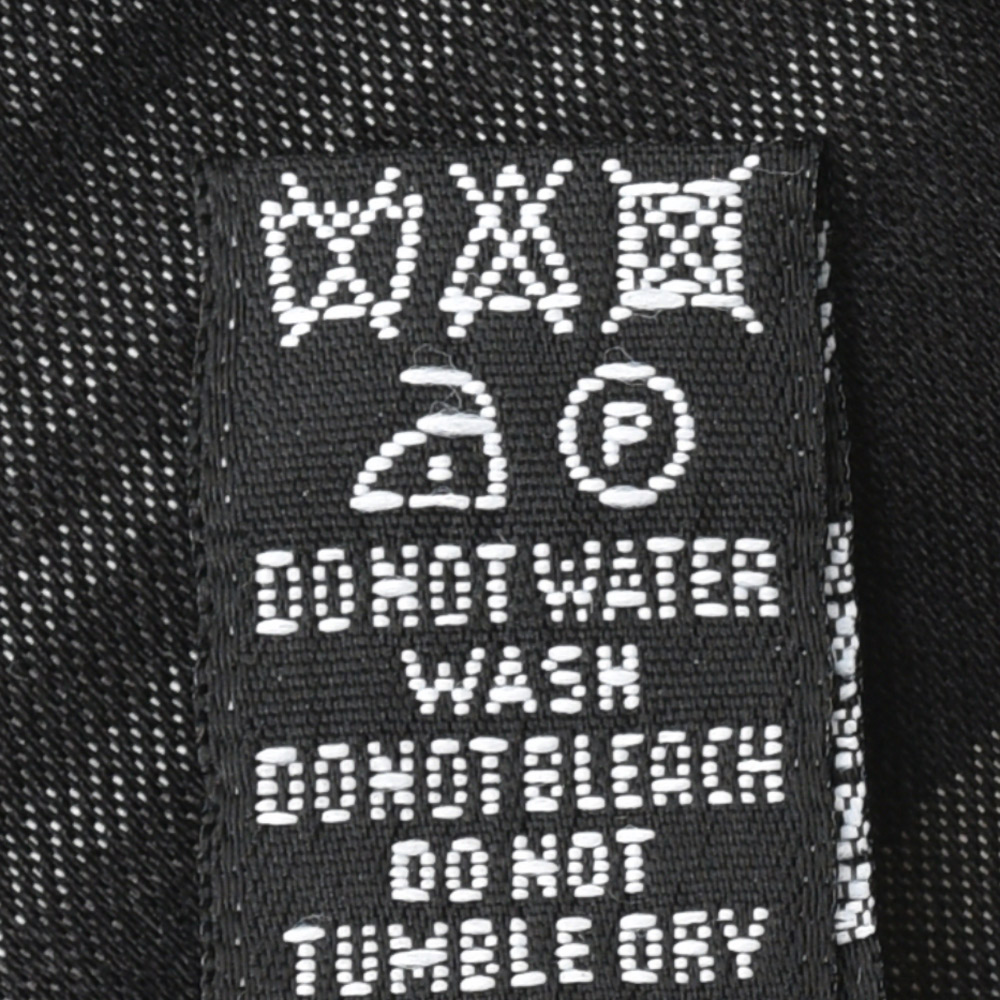 P
DO NOT WATER
WASH
DO NOT BLEACH
DO NOT
TUMBLE DRY